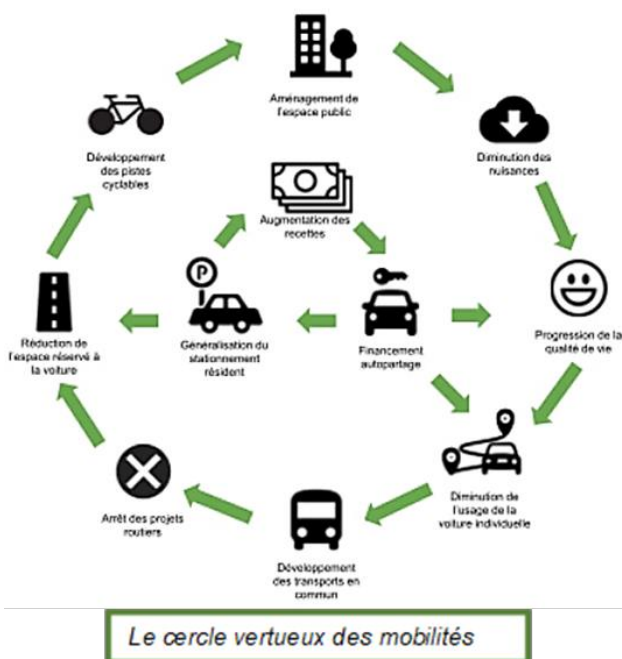 Aménagement de
l'espace public
Développement
des pistes
cyclables
Diminution des
nuisances
Augmentation des
recettes
P
Réduction de
l'espace réservé à
la voiture
Généralisation du
stationnement
résident
Financement
autopartage
Progression de la
qualité de vie
Arrêt des projets
routiers
Diminution de
l'usage de la
voiture individuelle
Développement
des transports en
commun
Le cercle vertueux des mobilités